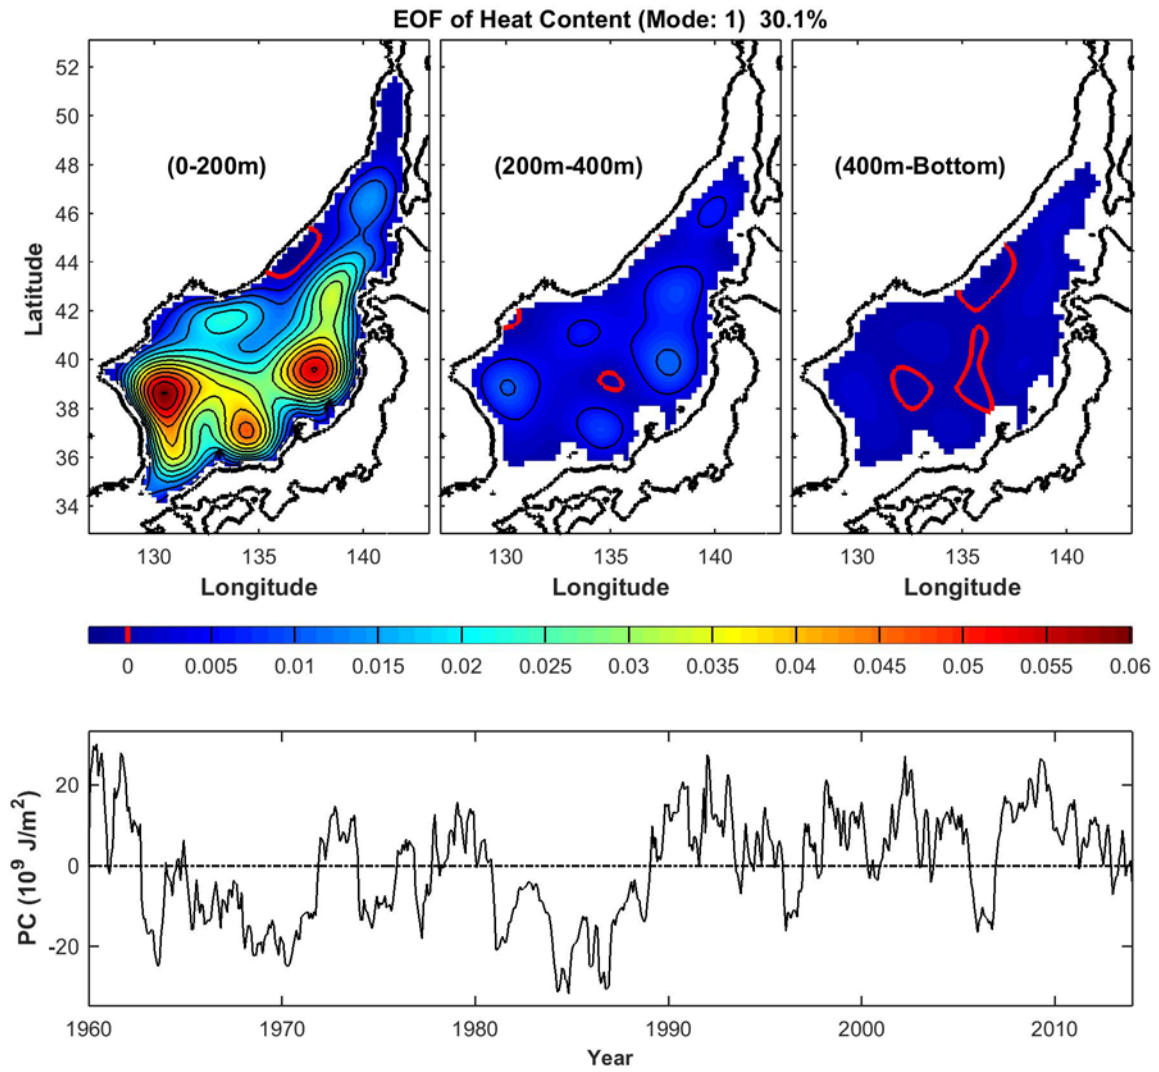 EOF of Heat Content (Mode: 1) 30.1%
52
50
48
46
44
42
40
38
36
34
Latitude
(0-200m)
(200m-400m)
(400m-Bottom)
130 135 140
130 135 140
130 135 140
Longitude Longitude Longitude
0 0.005 0.01 0.015 0.02 0.025 0.03 0.035 0.04 0.045 0.05 0.055 0.06
20
0
-20
PC (10⁹ J/m²)
1960 1970 1980 1990 2000 2010
Year